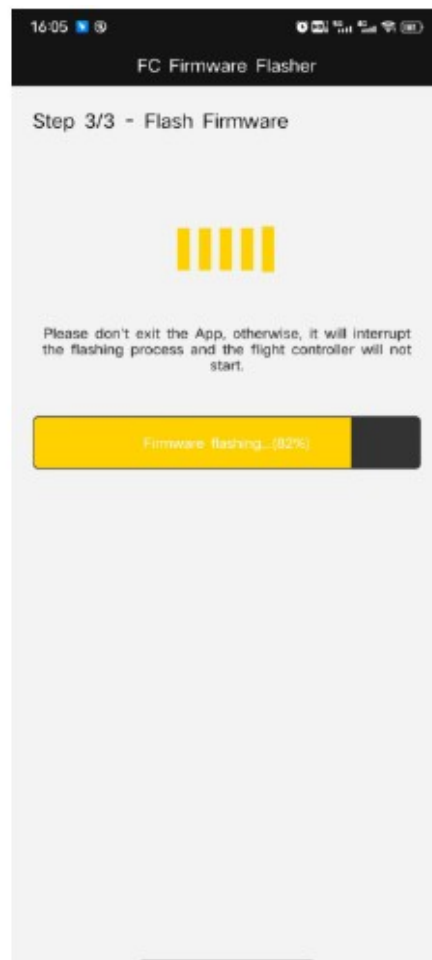 16:05
FC Firmware Flasher
Step 3/3 - Flash Firmware
Please don't exit the App, otherwise, it will interrupt
the flashing process and the flight controller will not
start.
Firmware flashing...(82%)